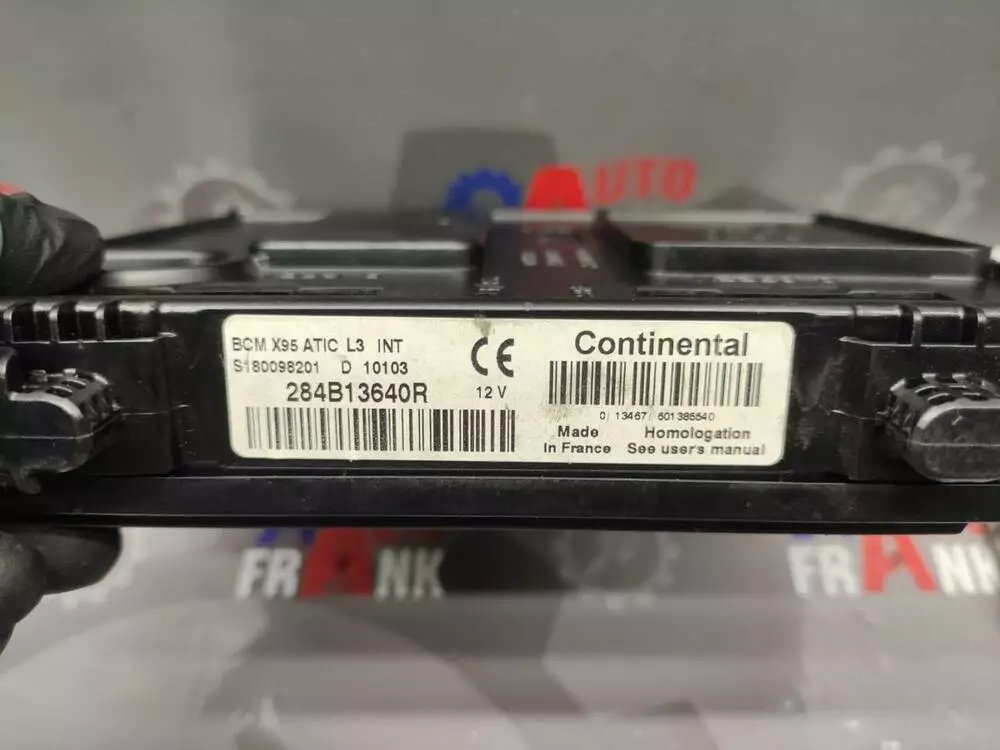 AUTO
BCM X95 ATIC L3 INT
S180098201 D 10103
284B13640R
12 V
CE
Continental
0 13467 601385540
Made
In France
Homologation
See user's manual
FRANK
FRANK